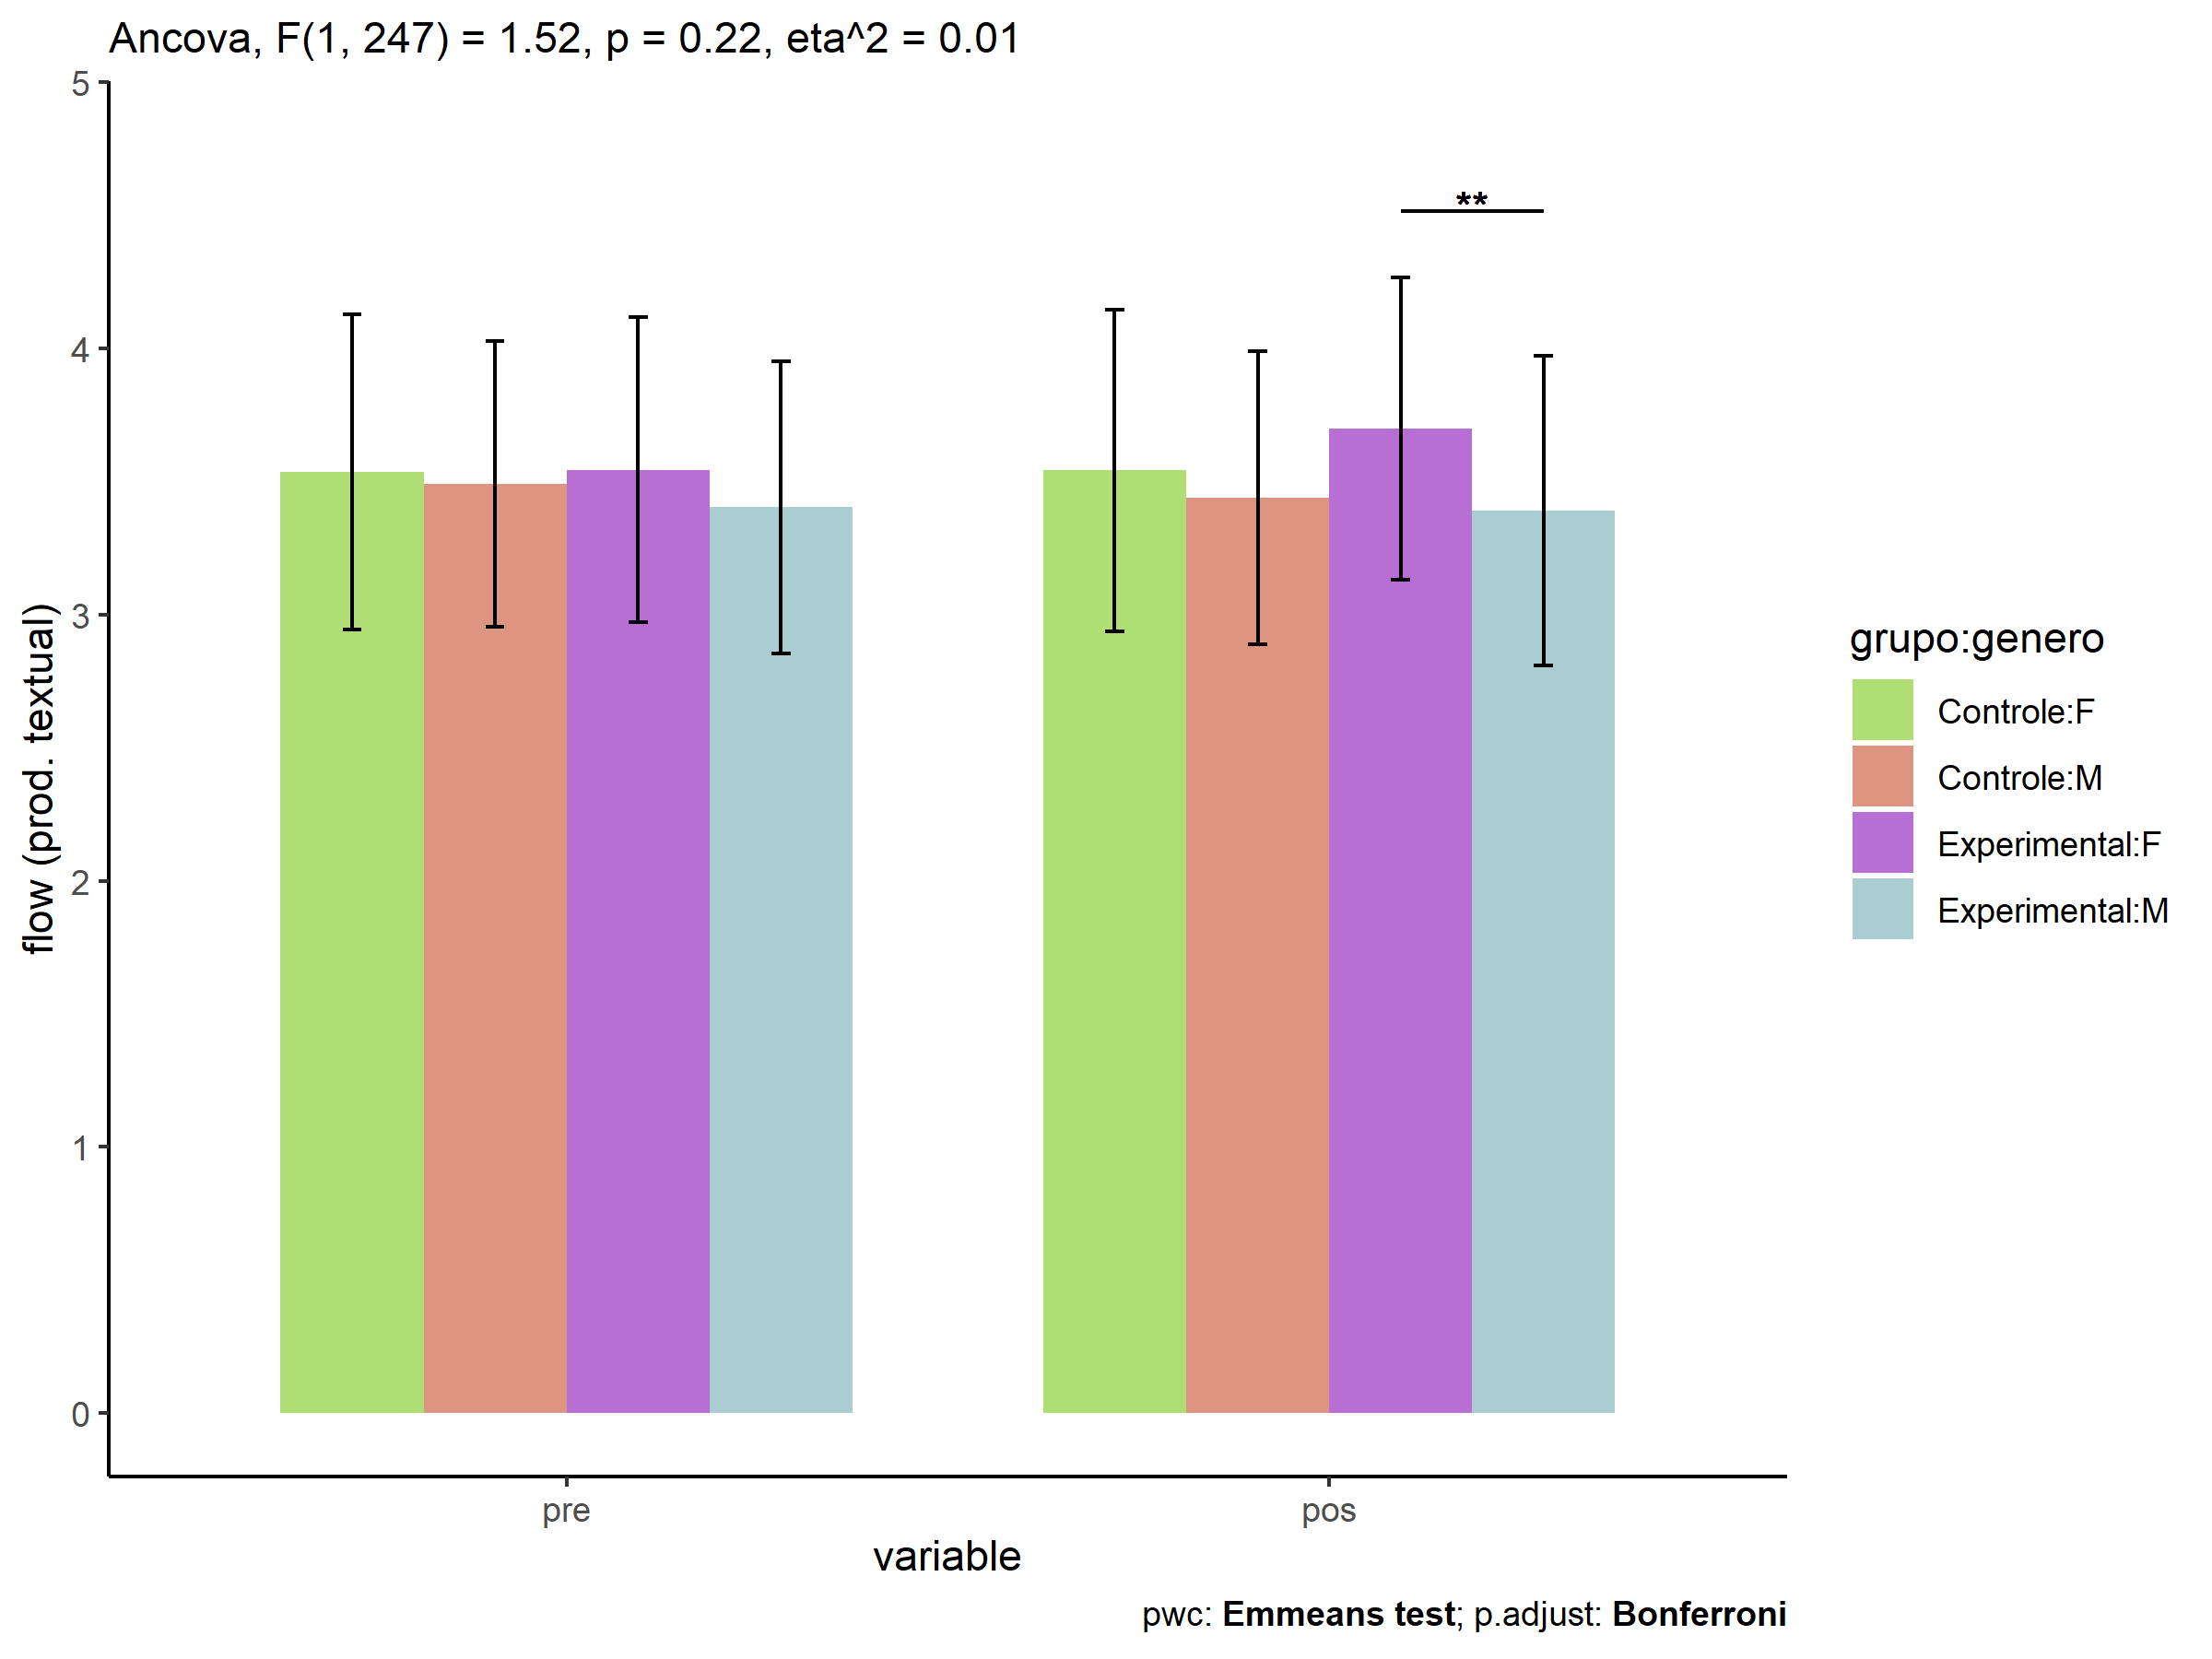 Ancova, F(1, 247) = 1.52, p = 0.22, eta^2 = 0.01
5
4
3
2
1
0
flow (prod. textual)
**
pre
pos
variable
grupo:genero
Controle:F
Controle:M
Experimental:F
Experimental:M
pwc: Emmeans test; p.adjust: Bonferroni